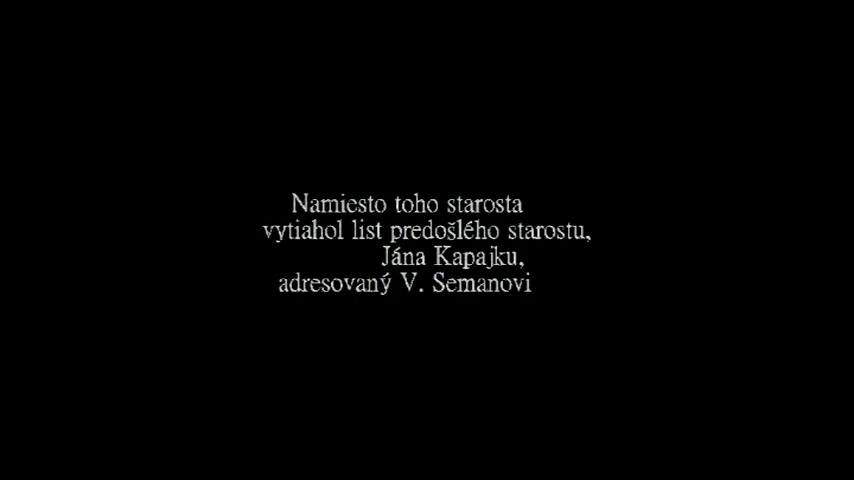 Namiesto toho starosta
vytiahol list predošlého starostu,
Jána Kapajku,
adresovaný V. Semanovi